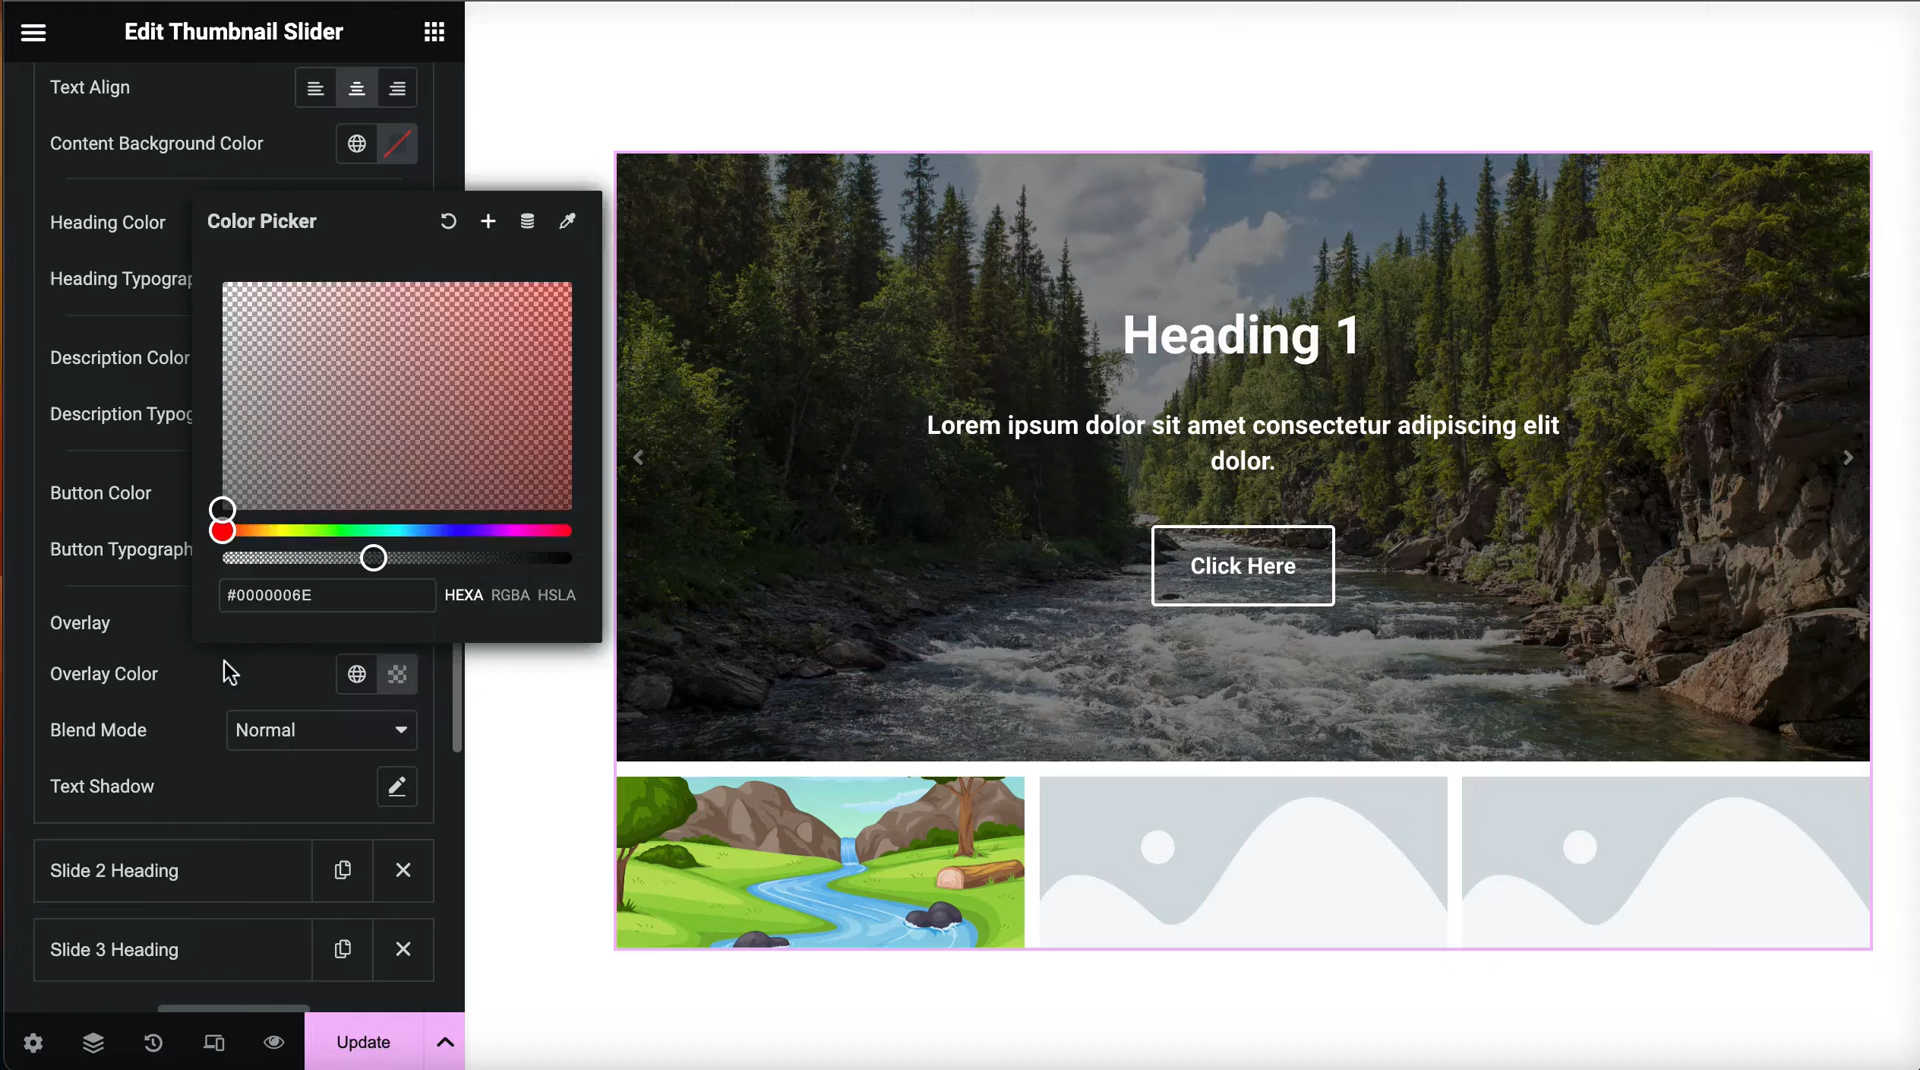 Edit Thumbnail Slider
Text Align
Content Background Color
Heading Color
Heading Typograp
Description Color
Description Typog
Button Color
Button Typograph
Overlay
Overlay Color
Blend Mode
Normal
Text Shadow
Slide 2 Heading
Slide 3 Heading
Update
Color Picker
#0000006E
HEXA RGBA HSLA
Heading 1
Lorem ipsum dolor sit amet consectetur adipiscing elit
dolor.
Click Here